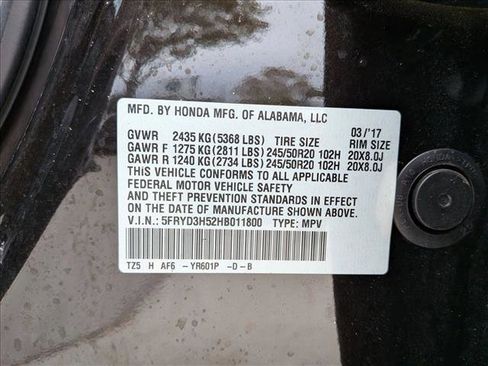 MFD. BY HONDA MFG. OF ALABAMA, LLC
GVWR 2435 KG (5368 LBS) TIRE SIZE 03/'17 RIM SIZE
GAWR F 1275 KG (2811 LBS) 245/50R20 102H 20X8.0J
GAWR R 1240 KG (2734 LBS) 245/50R20 102H 20X8.0J
THIS VEHICLE CONFORMS TO ALL APPLICABLE
FEDERAL MOTOR VEHICLE SAFETY
AND THEFT PREVENTION STANDARDS IN EFFECT
ON THE DATE OF MANUFACTURE SHOWN ABOVE.
V.I.N.: 5FRYD3H52HB011800 TYPE: MPV
TZ5 H AF6 -YR601P -D-B